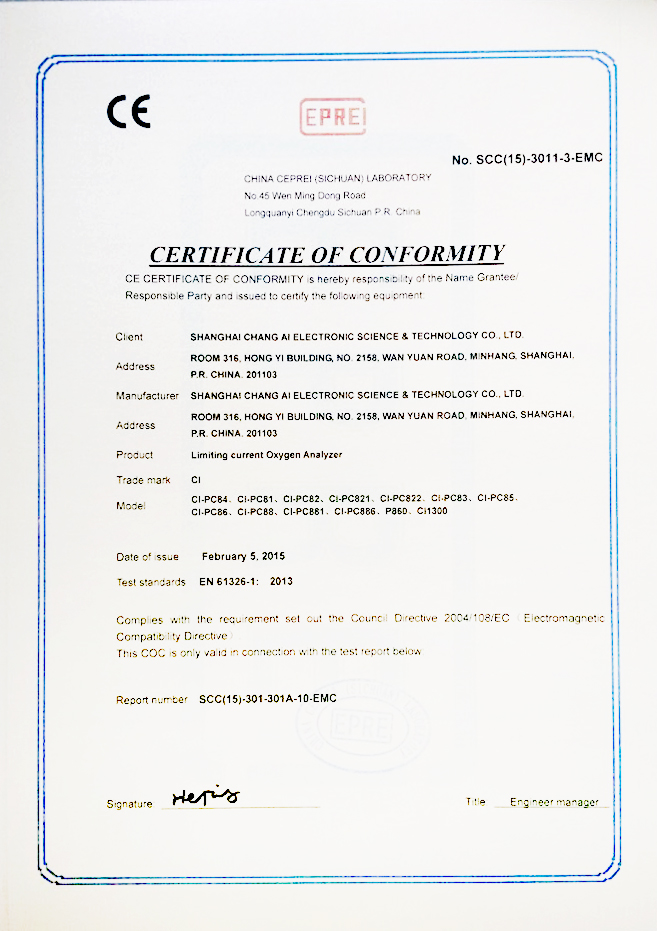 CE
EPREI
No. SCC(15)-3011-3-EMC
CHINA CEPREI (SICHUAN) LABORATORY
No.45 Wen Ming Dong Road
Longquanyi Chengdu Sichuan P.R. China
CERTIFICATE OF CONFORMITY
CE CERTIFICATE OF CONFORMITY is hereby responsibility of the Name Grantee/
Responsible Party and issued to certify the following equipment
Client SHANGHAI CHANG AI ELECTRONIC SCIENCE & TECHNOLOGY CO., LTD.
Address ROOM 316, HONG YI BUILDING, NO. 2158, WAN YUAN ROAD, MINHANG, SHANGHAI,
P.R. CHINA. 201103
Manufacturer SHANGHAI CHANG AI ELECTRONIC SCIENCE & TECHNOLOGY CO., LTD.
Address ROOM 316, HONG YI BUILDING, NO. 2158, WAN YUAN ROAD, MINHANG, SHANGHAI,
P.R. CHINA. 201103
Product Limiting current Oxygen Analyzer
Trade mark CI
Model CI-PC84、CI-PC81、CI-PC82、CI-PC821、CI-PC822、CI-PC83、CI-PC85、
CI-PC86、CI-PC88、CI-PC881、CI-PC886、P860、CI1300
Date of issue February 5, 2015
Test standards EN 61326-1: 2013
Complies with the requirement set out the Council Directive 2004/108/EC ( Electromagnetic
Compatibility Directive )
This COC is only valid in connection with the test report below
Report number SCC(15)-301-301A-10-EMC
EPREI
Signature
Title Engineer manager